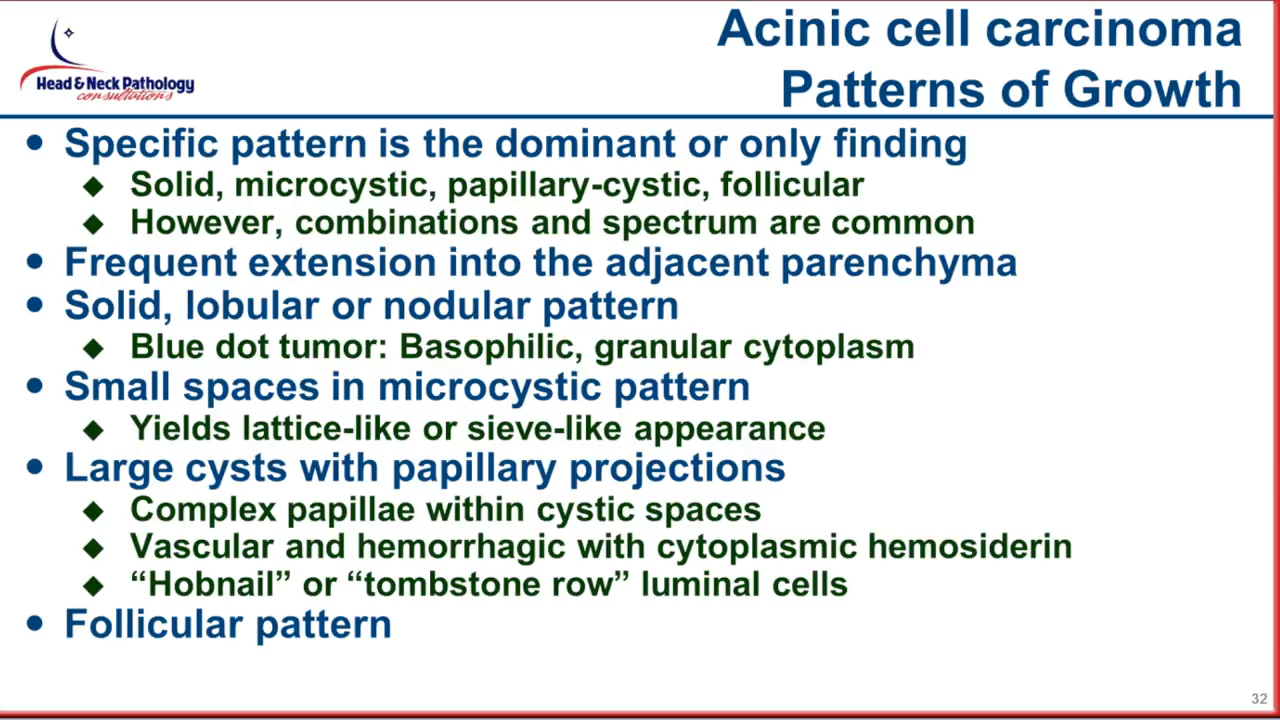 Head & Neck Pathology
consultations
Acinic cell carcinoma
Patterns of Growth
• Specific pattern is the dominant or only finding
◆ Solid, microcystic, papillary-cystic, follicular
◆ However, combinations and spectrum are common
• Frequent extension into the adjacent parenchyma
• Solid, lobular or nodular pattern
◆ Blue dot tumor: Basophilic, granular cytoplasm
• Small spaces in microcystic pattern
◆ Yields lattice-like or sieve-like appearance
• Large cysts with papillary projections
◆ Complex papillae within cystic spaces
◆ Vascular and hemorrhagic with cytoplasmic hemosiderin
◆ “Hobnail” or “tombstone row” luminal cells
• Follicular pattern
32